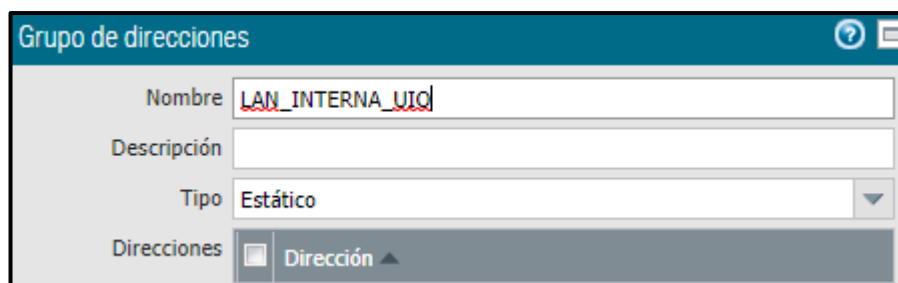 Grupo de direcciones
Nombre LAN_INTERNA_UIO
Descripción
Tipo Estático
Direcciones Dirección